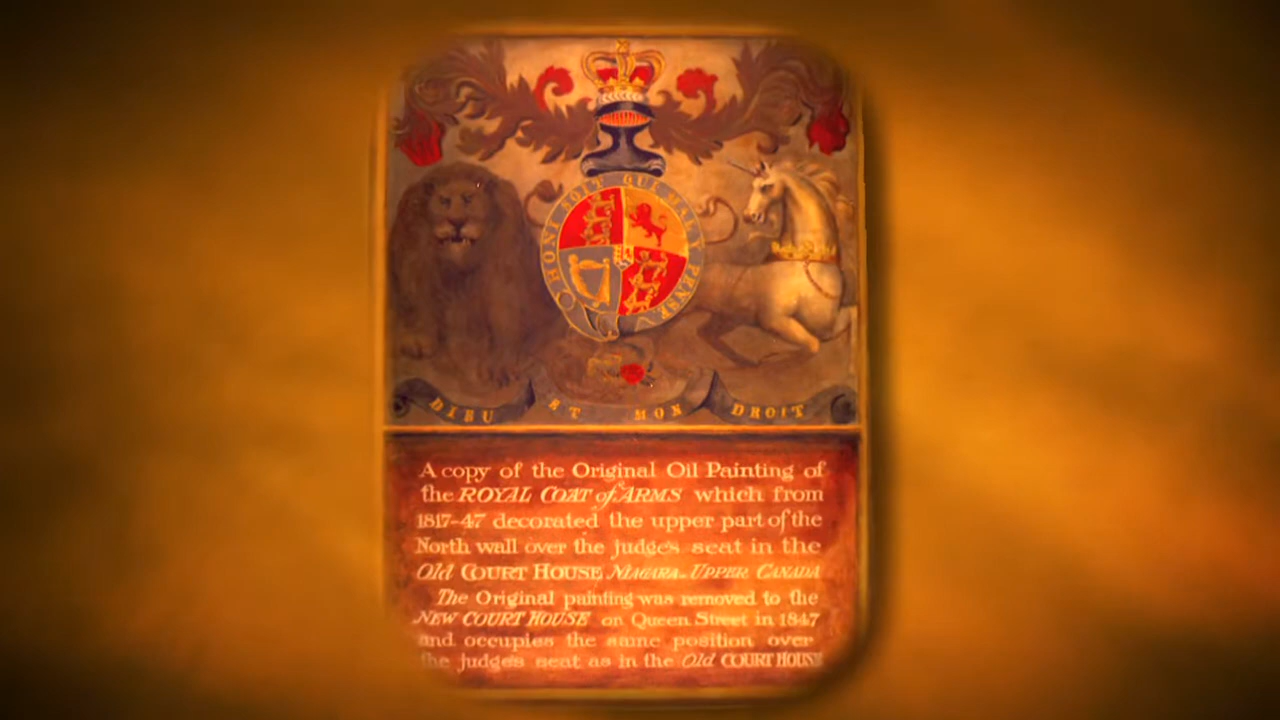 HONI SOIT QUI MAL Y PENSE
DIEU ET MON DROIT
A copy of the Original Oil Painting of
the ROYAL COAT of ARMS which from
1817-47 decorated the upper part of the
North wall over the judges seat in the
Old COURT HOUSE NIAGARA-UPPER CANADA
The Original painting was removed to the
NEW COURT HOUSE on Queen Street in 1847
and occupies the same position over
the judges seat as in the Old COURT HOUSE